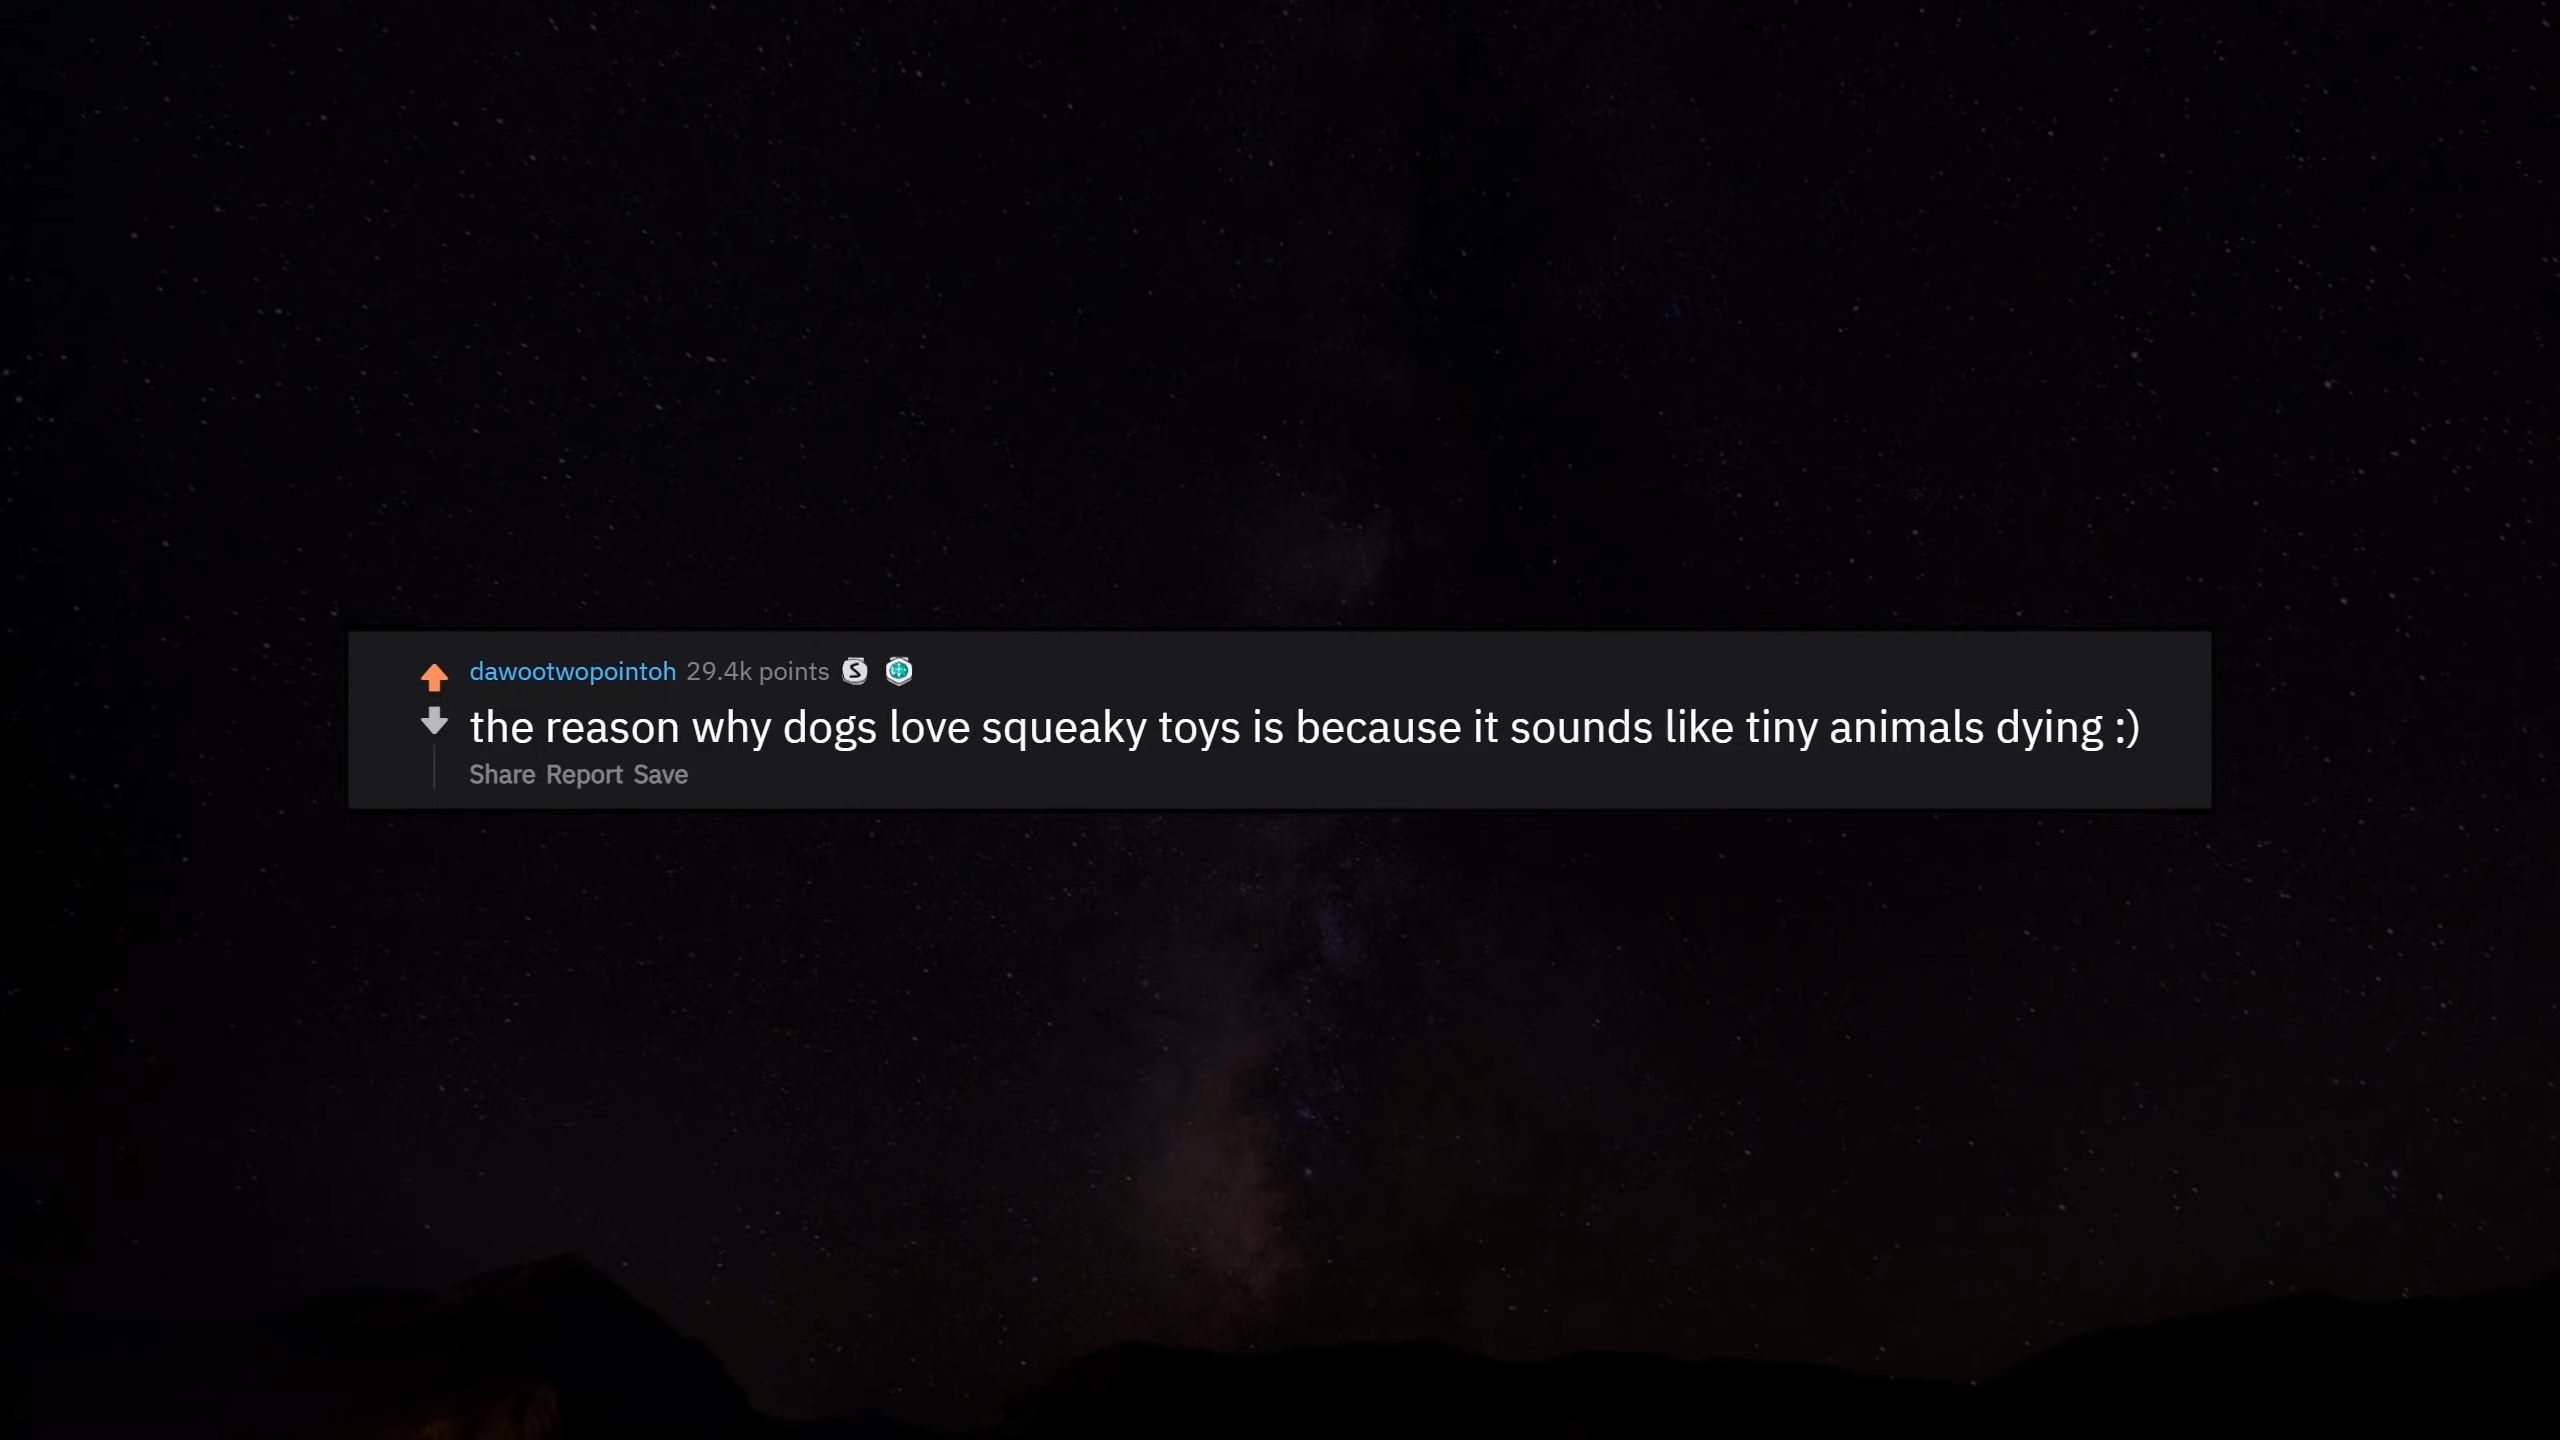 dawootwopointoh 29.4k points
the reason why dogs love squeaky toys is because it sounds like tiny animals dying :)
Share Report Save